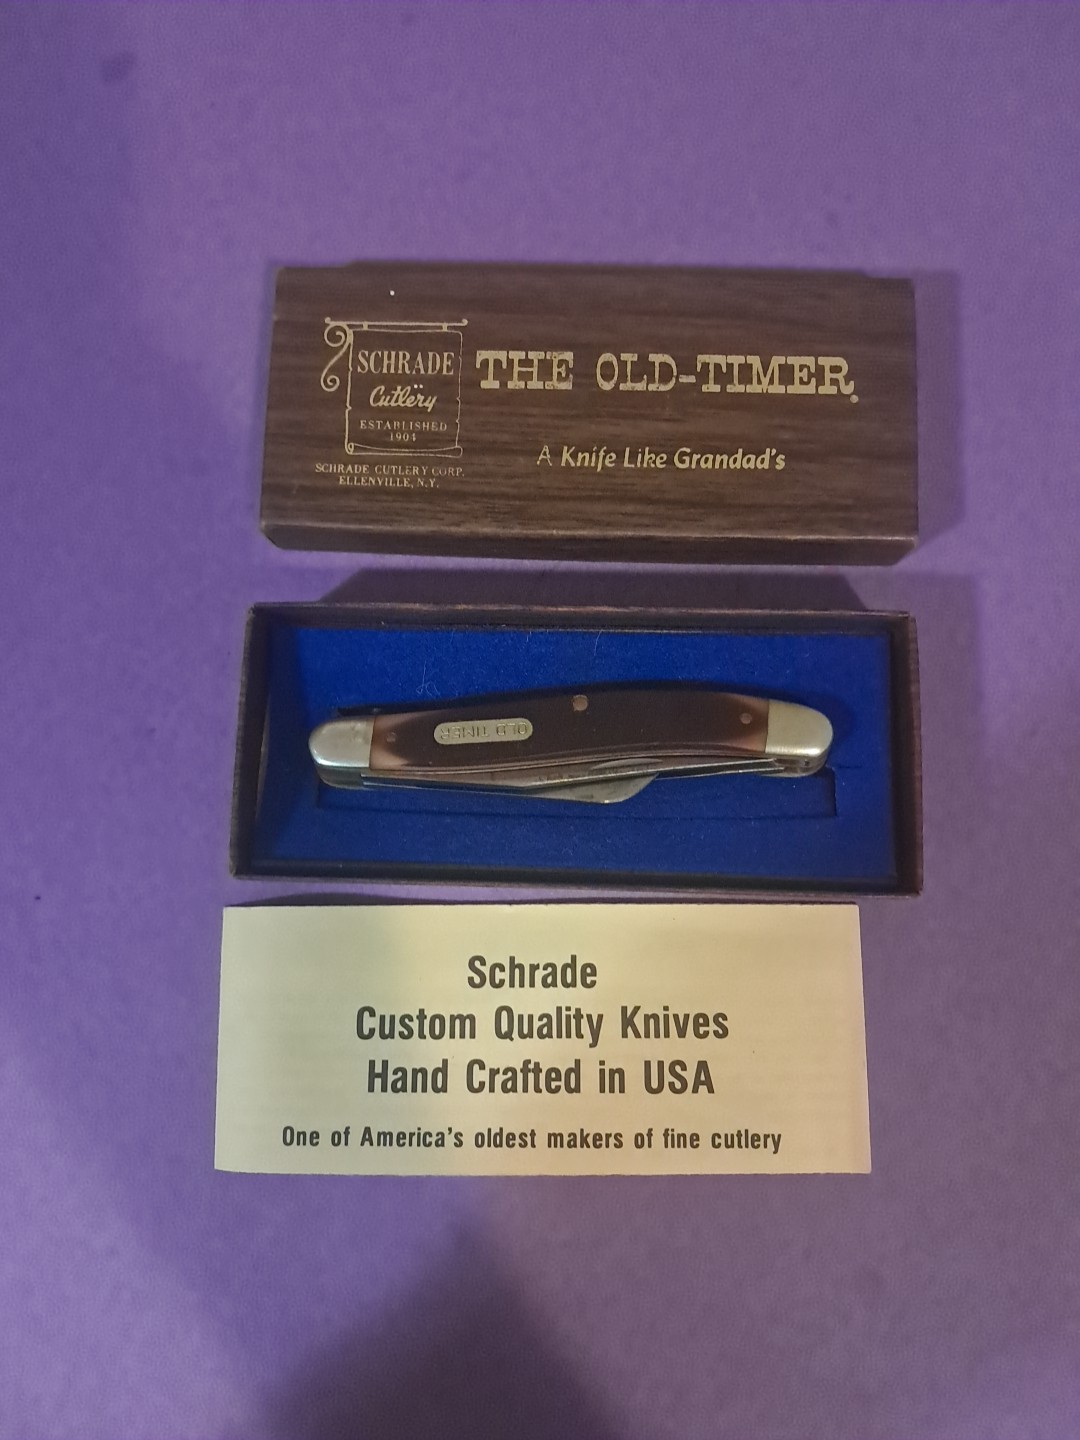 SCHRADE
Cutlery
ESTABLISHED
1904
SCHRADE CUTLERY CORP.
ELLENVILLE, N.Y.
THE OLD-TIMER®
A Knife Like Grandad's
OLD TIMER
Schrade
Custom Quality Knives
Hand Crafted in USA
One of America's oldest makers of fine cutlery